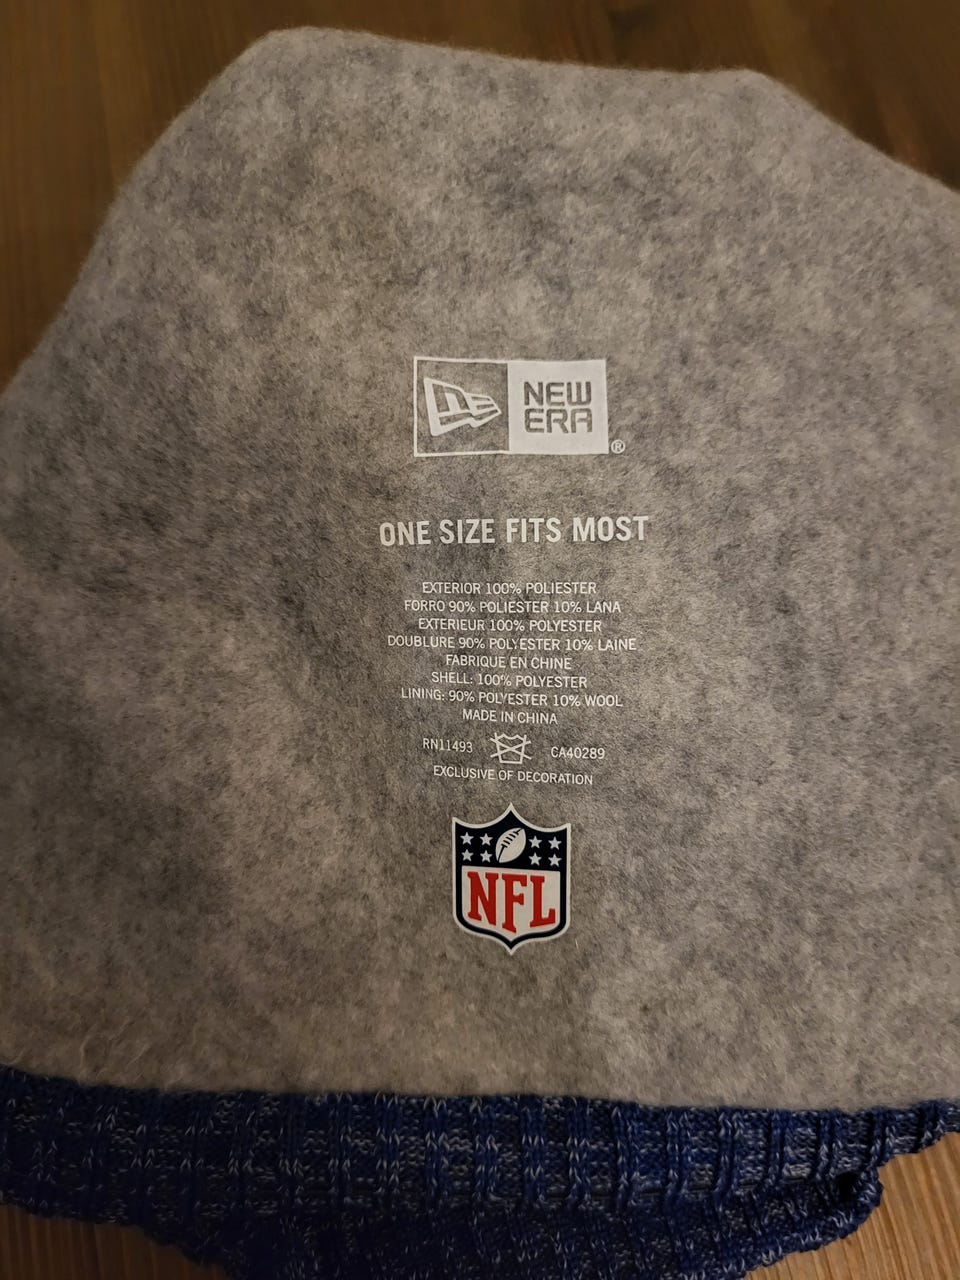 NEW
ERA
®
ONE SIZE FITS MOST
EXTERIOR 100% POLIESTER
FORRO 90% POLIESTER 10% LANA
EXTERIEUR 100% POLYESTER
DOUBLURE 90% POLYESTER 10% LAINE
FABRIQUE EN CHINE
SHELL: 100% POLYESTER
LINING: 90% POLYESTER 10% WOOL
MADE IN CHINA
RN11493 CA40289
EXCLUSIVE OF DECORATION
NFL